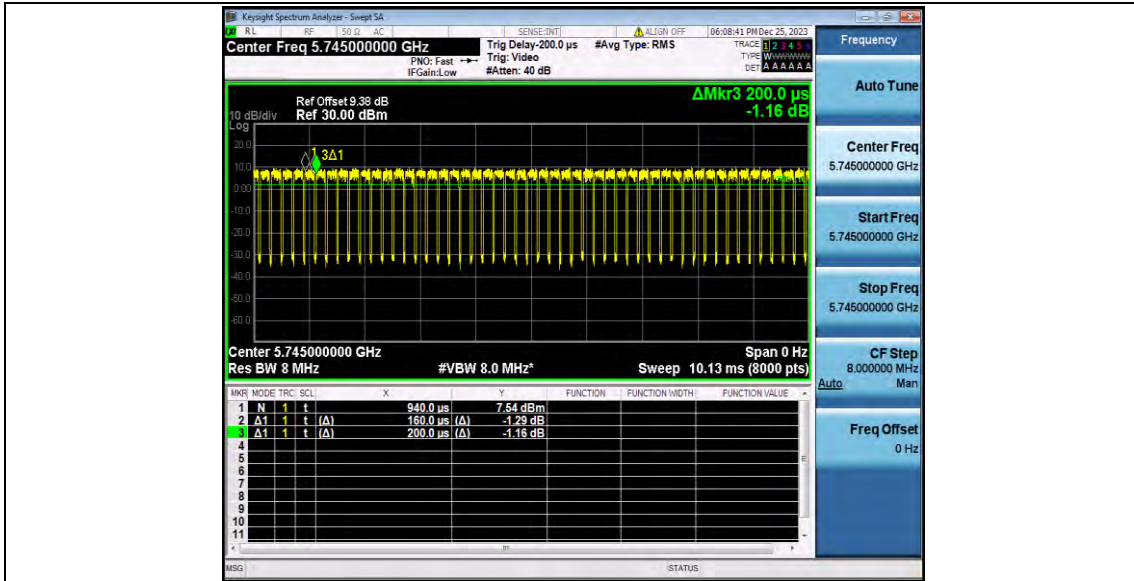 Keysight Spectrum Analyzer - Swept SA
RL RF 50 Ω AC SENSE:INT ALIGN OFF 06:08:41 PM Dec 25, 2023
Center Freq 5.745000000 GHz
PNO: Fast
IFGain:Low
Trig Delay-200.0 µs
Trig: Video
#Atten: 40 dB
#Avg Type: RMS
TRACE 1 2 3 4 5 6
TYPE W
DET A A A A A A
Ref Offset 9.38 dB
10 dB/div Ref 30.00 dBm
Log
ΔMkr3 200.0 µs
-1.16 dB
20.0
10.0
0.00
-10.0
-20.0
-30.0
-40.0
-50.0
-60.0
1 3Δ1
Center 5.745000000 GHz Span 0 Hz
Res BW 8 MHz #VBW 8.0 MHz* Sweep 10.13 ms (8000 pts)
MKR MODE TRC SCL X Y FUNCTION FUNCTION WIDTH FUNCTION VALUE
1 N 1 t 940.0 µs 7.54 dBm
2 Δ1 1 t (Δ) 160.0 µs (Δ) -1.29 dB
3 Δ1 1 t (Δ) 200.0 µs (Δ) -1.16 dB
4
5
6
7
8
9
10
11
MSG STATUS
Frequency
Auto Tune
Center Freq
5.745000000 GHz
Start Freq
5.745000000 GHz
Stop Freq
5.745000000 GHz
CF Step
8.000000 MHz
Auto Man
Freq Offset
0 Hz